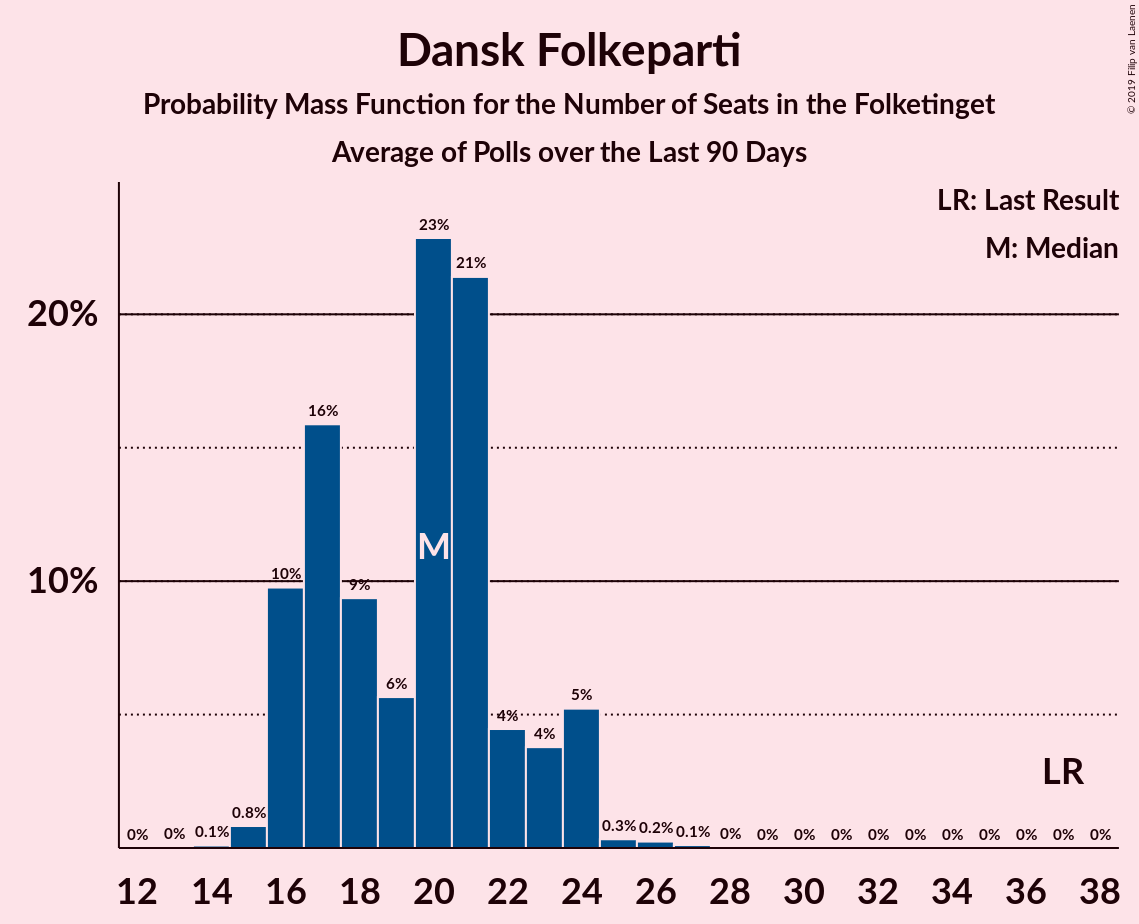 Dansk Folkeparti
Probability Mass Function for the Number of Seats in the Folketinget
Average of Polls over the Last 90 Days
© 2019 Filip van Laenen
LR: Last Result
M: Median
23%
21%
20%
16%
M
10%
10%
9%
6%
5%
4%
4%
LR
0% 0% 0.1% 0.8% 0.3% 0.2% 0.1% 0% 0% 0% 0% 0% 0% 0% 0% 0% 0% 0%
12 14 16 18 20 22 24 26 28 30 32 34 36 38